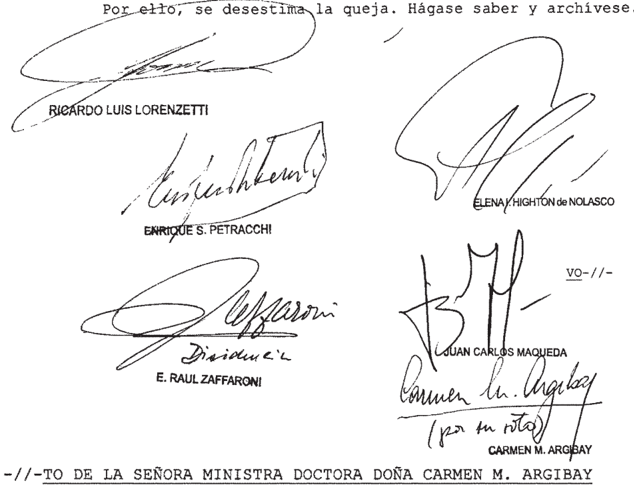 Por ello, se desestima la queja. Hágase saber y archívese.
RICARDO LUIS LORENZETTI
ELENA I. HIGHTON de NOLASCO
ENRIQUE S. PETRACCHI
VO-//-
Zaffaroni
Disidencia
JUAN CARLOS MAQUEDA
E. RAUL ZAFFARONI
Carmen M. Argibay
(por su voto)
CARMEN M. ARGIBAY
-//-TO DE LA SEÑORA MINISTRA DOCTORA DOÑA CARMEN M. ARGIBAY